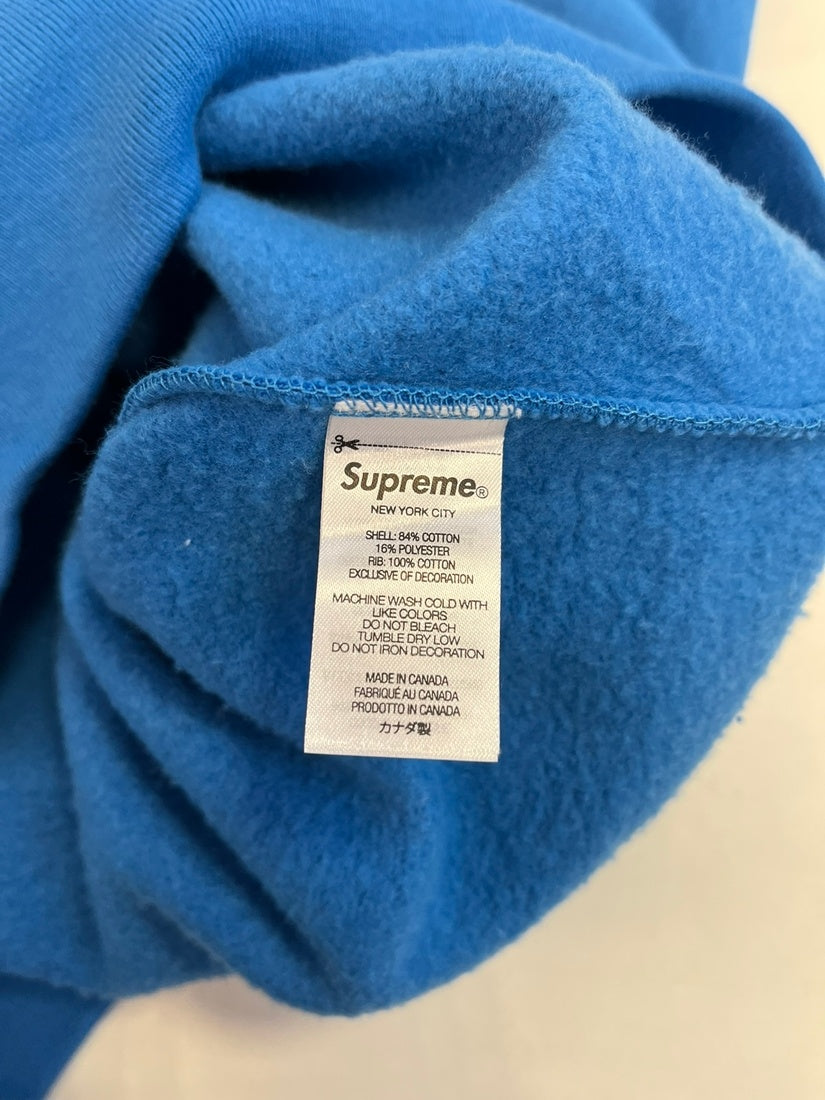 Supreme®
NEW YORK CITY
SHELL: 84% COTTON
16% POLYESTER
RIB: 100% COTTON
EXCLUSIVE OF DECORATION
MACHINE WASH COLD WITH
LIKE COLORS
DO NOT BLEACH
TUMBLE DRY LOW
DO NOT IRON DECORATION
MADE IN CANADA
FABRIQUÉ AU CANADA
PRODOTTO IN CANADA
カナダ製